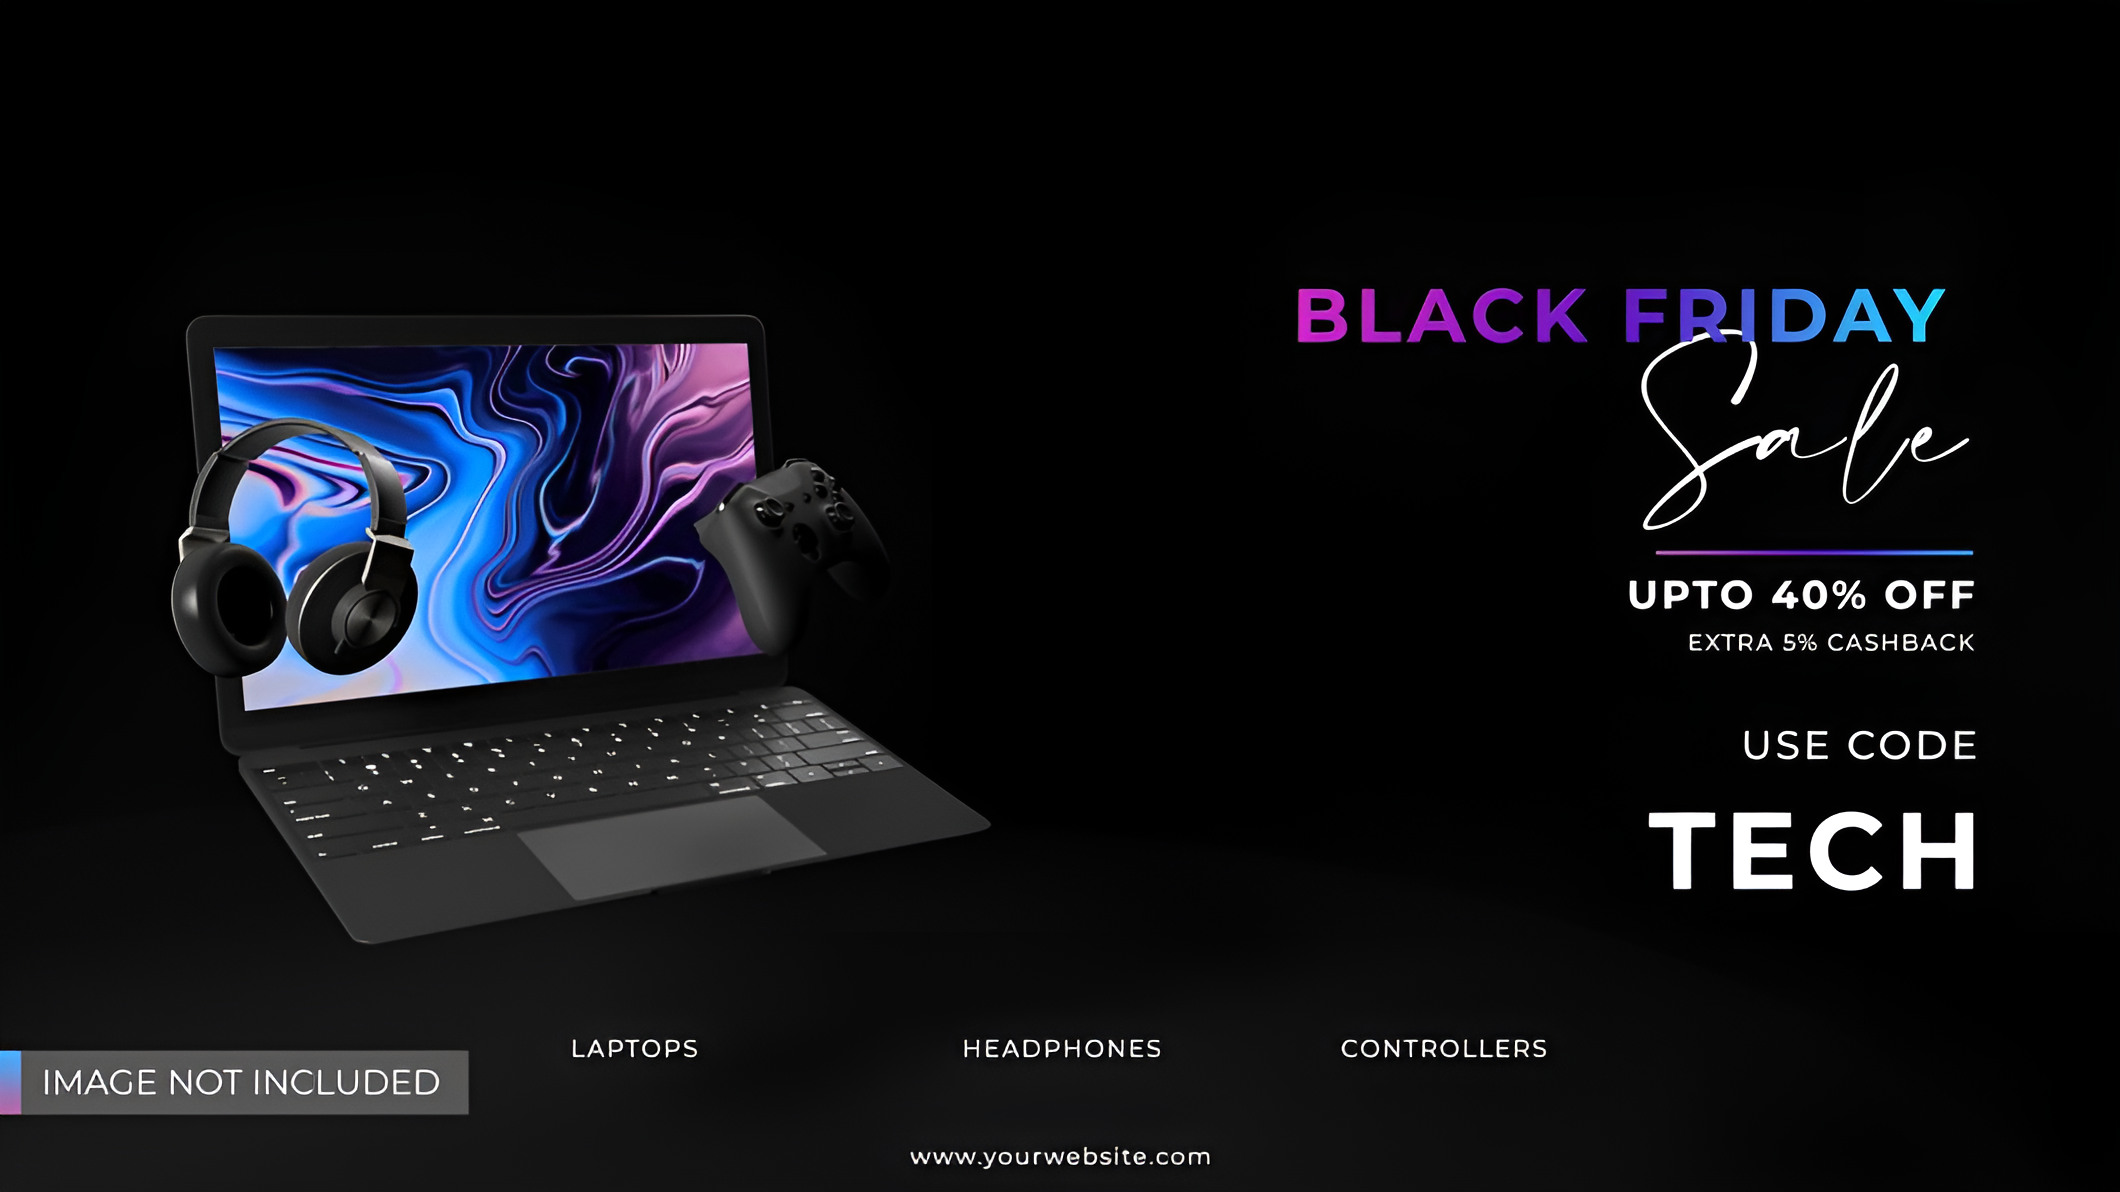 BLACK FRIDAY
Sale
UPTO 40% OFF
EXTRA 5% CASHBACK
USE CODE
TECH
LAPTOPS
HEADPHONES
CONTROLLERS
IMAGE NOT INCLUDED
www.yourwebsite.com